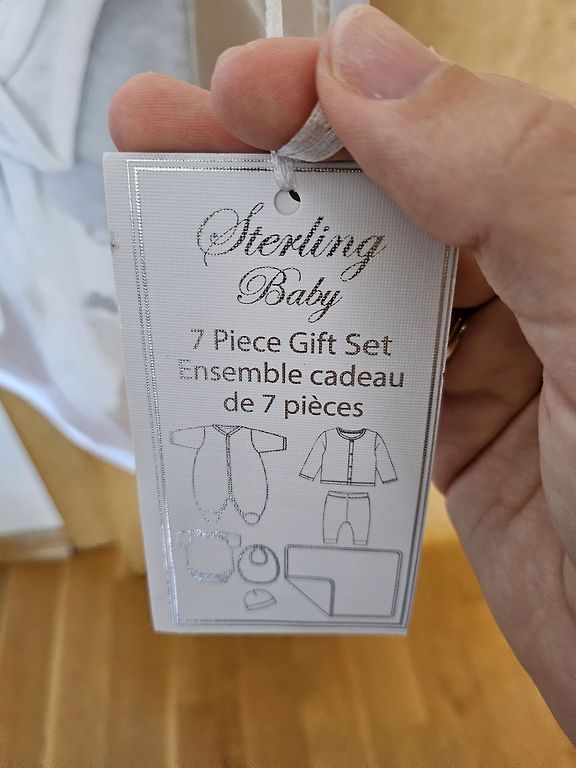 Sterling
Baby
7 Piece Gift Set
Ensemble cadeau
de 7 pièces